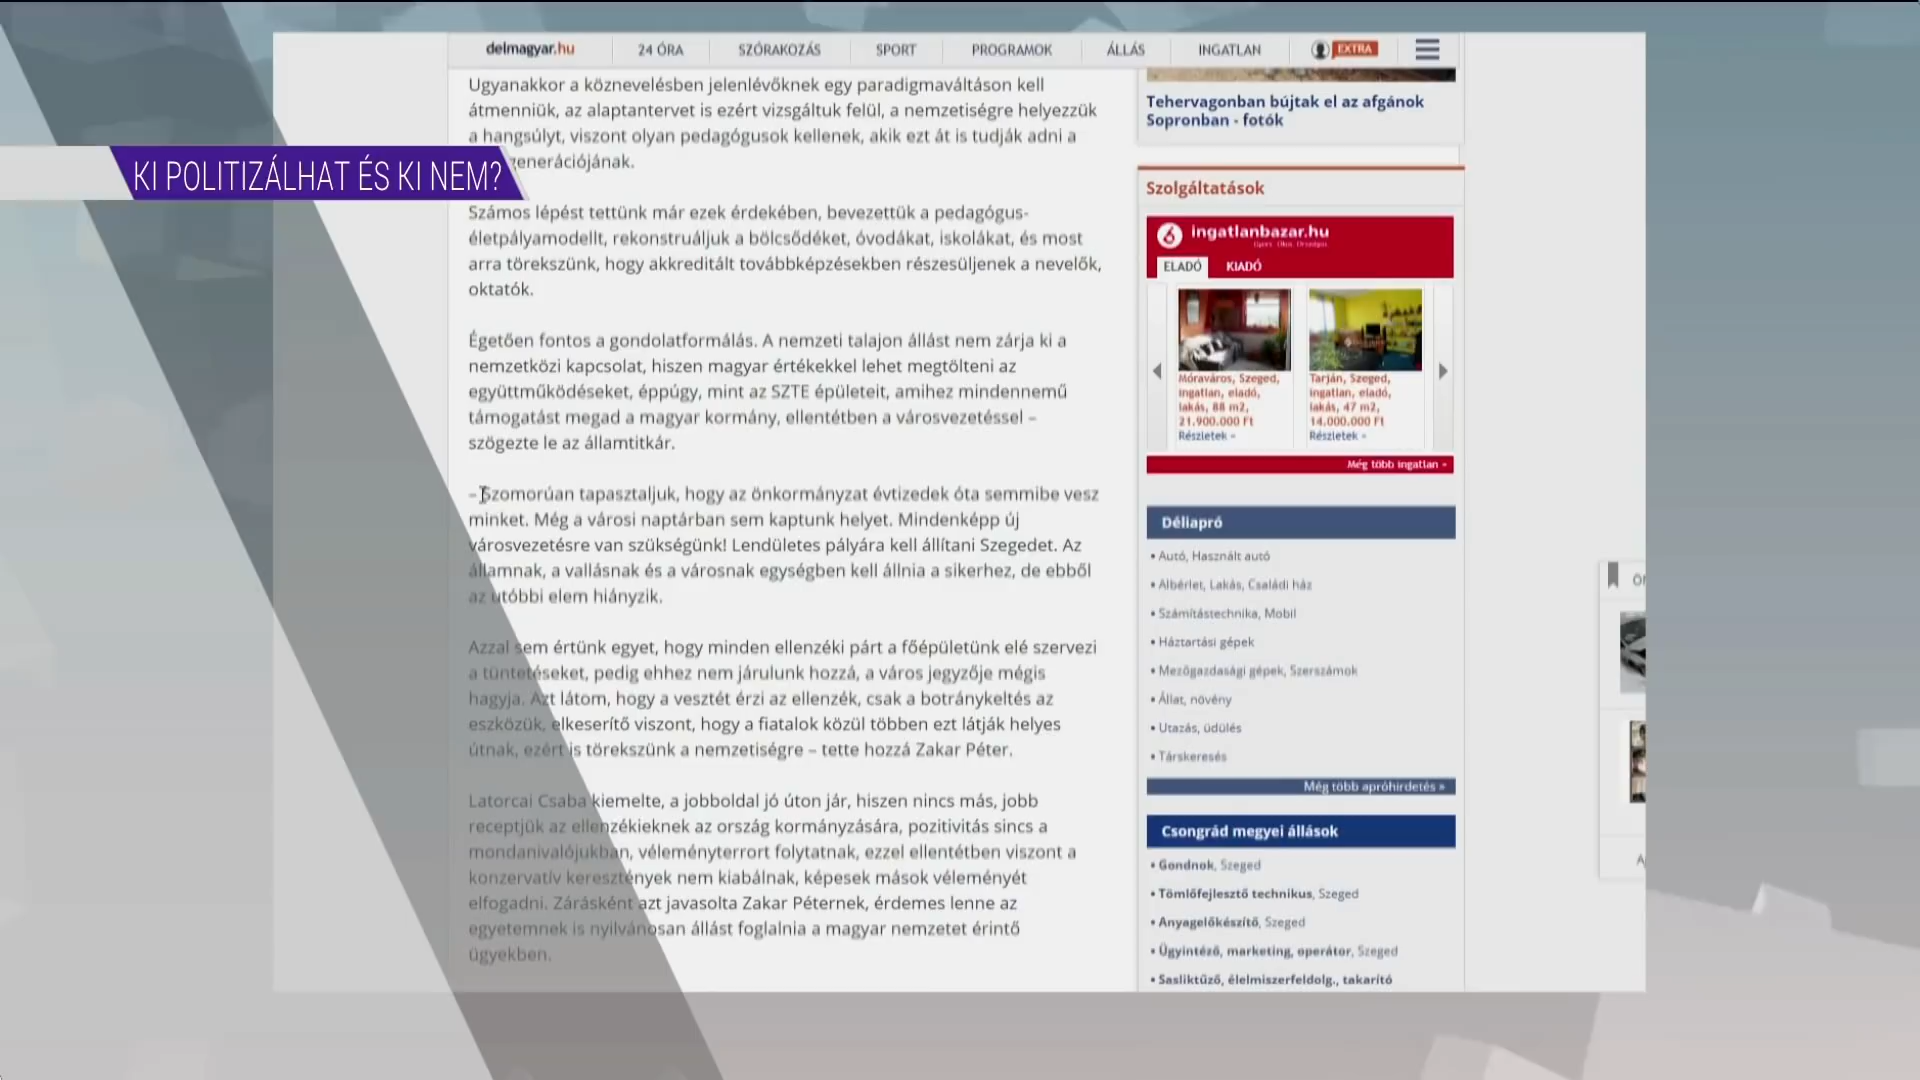 delmagyar.hu
24 ÓRA
SZÓRAKOZÁS
SPORT
PROGRAMOK
ÁLLÁS
INGATLAN
EXTRA
Ugyanakkor a köznevelésben jelenlévőknek egy paradigmaváltáson kell
átmenniük, az alaptantervet is ezért vizsgáltuk felül, a nemzetiségre helyezzük
a hangsúlyt, viszont olyan pedagógusok kellenek, akik ezt át is tudják adni a
generációjának.
KI POLITIZÁLHAT ÉS KI NEM?
Számos lépést tettünk már ezek érdekében, bevezettük a pedagógus-
életpályamodellt, rekonstruáljuk a bölcsődéket, óvodákat, iskolákat, és most
arra törekszünk, hogy akkreditált továbbképzésekben részesüljenek a nevelők,
oktatók.
Égetően fontos a gondolatformálás. A nemzeti talajon állást nem zárja ki a
nemzetközi kapcsolat, hiszen magyar értékekkel lehet megtölteni az
együttműködéseket, éppúgy, mint az SZTE épületeit, amihez mindennemű
támogatást megad a magyar kormány, ellentétben a városvezetéssel –
szögezte le az államtitkár.
– Szomorúan tapasztaljuk, hogy az önkormányzat évtizedek óta semmibe vesz
minket. Még a városi naptárban sem kaptunk helyet. Mindenképp új
városvezetésre van szükségünk! Lendületes pályára kell állítani Szegedet. Az
államnak, a vallásnak és a városnak egységben kell állnia a sikerhez, de ebből
az utóbbi elem hiányzik.
Azzal sem értünk egyet, hogy minden ellenzéki párt a főépületünk elé szervezi
a tüntetéseket, pedig ehhez nem járulunk hozzá, a város jegyzője mégis
hagyja. Azt látom, hogy a vesztét érzi az ellenzék, csak a botránykeltés az
eszközük, elkeserítő viszont, hogy a fiatalok közül többen ezt látják helyes
útnak, ezért is törekszünk a nemzetiségre – tette hozzá Zakar Péter.
Latorcai Csaba kiemelte, a jobboldal jó úton jár, hiszen nincs más, jobb
receptjük az ellenzékieknek az ország kormányzására, pozitivitás sincs a
mondanivalójukban, véleményterrort folytatnak, ezzel ellentétben viszont a
konzervatív keresztények nem kiabálnak, képesek mások véleményét
elfogadni. Zárásként azt javasolta Zakar Péternek, érdemes lenne az
egyetemnek is nyilvánosan állást foglalnia a magyar nemzetet érintő
ügyekben.
Tehervagonban bújtak el az afgánok
Sopronban - fotók
Szolgáltatások
ingatlanbazar.hu
ELADÓ
KIADÓ
Móraváros, Szeged,
ingatlan, eladó,
lakás, 88 m2,
21.900.000 Ft
Részletek »
Tarján, Szeged,
ingatlan, eladó,
lakás, 47 m2,
14.000.000 Ft
Részletek »
Még több ingatlan »
Déliapró
• Autó, Használt autó
• Albérlet, Lakás, Családi ház
• Számítástechnika, Mobil
• Háztartási gépek
• Mezőgazdasági gépek, Szerszámok
• Állat, növény
• Utazás, üdülés
• Társkeresés
Még több apróhirdetés »
Csongrád megyei állások
• Gondnok, Szeged
• Tömlőfejlesztő technikus, Szeged
• Anyagelőkészítő, Szeged
• Ügyintéző, marketing, operátor, Szeged
• Sasliktűző, élelmiszerfeldolg., takarító